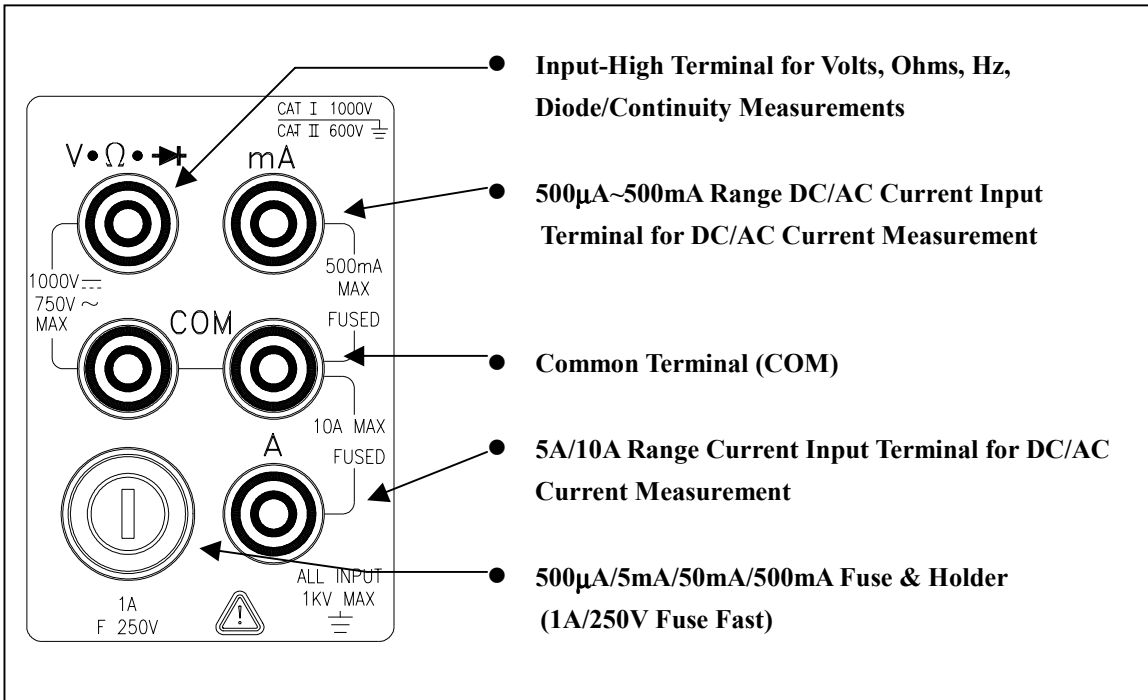 ● Input-High Terminal for Volts, Ohms, Hz,
Diode/Continuity Measurements
● 500μA~500mA Range DC/AC Current Input
Terminal for DC/AC Current Measurement
● Common Terminal (COM)
● 5A/10A Range Current Input Terminal for DC/AC
Current Measurement
● 500μA/5mA/50mA/500mA Fuse & Holder
(1A/250V Fuse Fast)
CAT I 1000V
CAT II 600V
V•Ω•
mA
1000V
750V ~
MAX
500mA
MAX
FUSED
COM
10A MAX
A
FUSED
ALL INPUT
1KV MAX
1A
F 250V